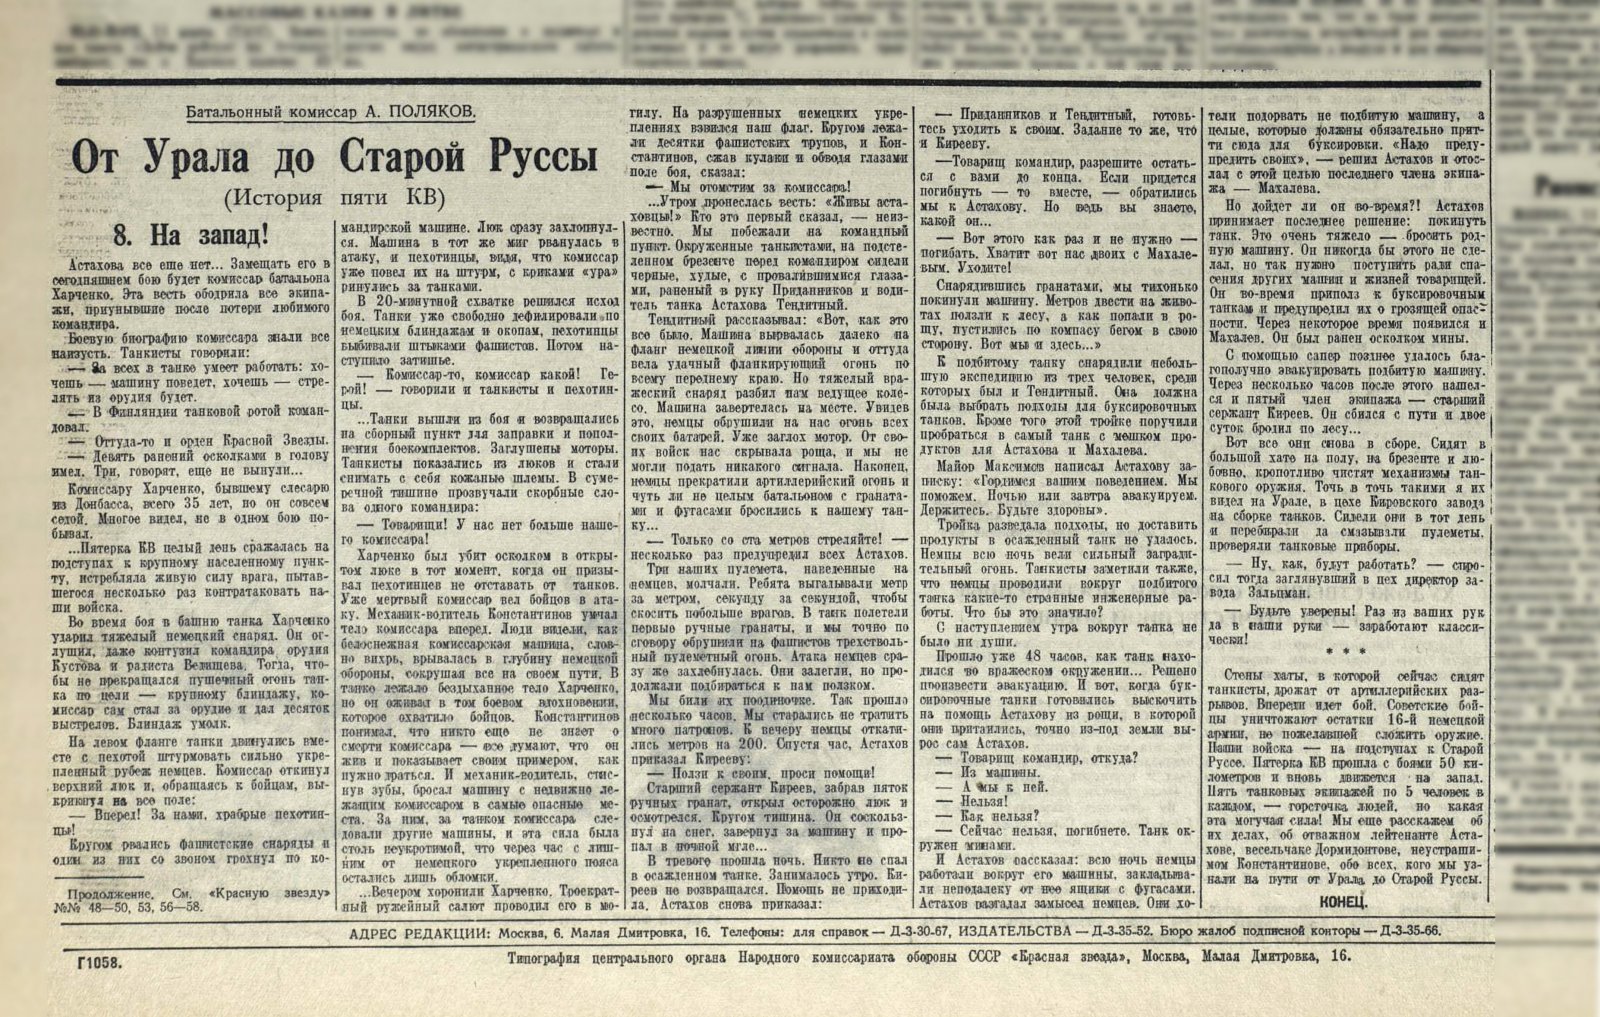 Батальонный комиссар А. ПОЛЯКОВ.
От Урала до Старой Руссы
(История пяти КВ)
8. На запад!
Астахова все еще нет... Замещать его в
сегодняшнем бою будет комиссар батальона
Харченко. Эта весть ободрила все экипа-
жи, приунывшие после потери любимого
командира.
Боевую биографию комиссара знали все
наизусть. Танкисты говорили:
— За всех в танке умеет работать: хо-
чешь — машину поведет, хочешь — стре-
лять из орудия будет.
— В Финляндии танковой ротой коман-
довал.
— Оттуда-то и орден Красной Звезды.
— Девять ранений осколками в голову
имел. Три, говорят, еще не вынули...
Комиссару Харченко, бывшему слесарю
из Донбасса, всего 35 лет, но он совсем
седой. Многое видел, не в одном бою по-
бывал.
...Пятерка КВ целый день сражалась на
подступах к крупному населенному пунк-
ту, истребляла живую силу врага, пытав-
шегося несколько раз контратаковать на-
ши войска.
Во время боя в башню танка Харченко
ударил тяжелый немецкий снаряд. Он ог-
лушил, даже контузил командира орудия
Кустова и радиста Велищева. Тогда, что-
бы не прекращался пушечный огонь тан-
ка по цели — крупному блиндажу, ко-
миссар сам стал за орудие и дал десяток
выстрелов. Блиндаж умолк.
На левом фланге танки двинулись вме-
сте с пехотой штурмовать сильно укре-
пленный рубеж немцев. Комиссар откинул
верхний люк и, обращаясь к бойцам, вы-
крикнул на все поле:
— Вперед! За нами, храбрые пехотин-
цы!
Кругом рвались фашистские снаряды и
один из них со звоном грохнул по ко-
Продолжение. См. «Красную звезду»
№№ 48—50, 53, 56—58.
мандирской машине. Люк сразу захлопнул-
ся. Машина в тот же миг рванулась в
атаку, и пехотинцы, видя, что комиссар
уже повел их на штурм, с криками «ура»
ринулись за танками.
В 20-минутной схватке решился исход
боя. Танки уже свободно дефилировали по
немецким блиндажам и окопам, пехотинцы
выбивали штыками фашистов. Потом на-
ступило затишье.
— Комиссар-то, комиссар какой! Ге-
рой! — говорили и танкисты и пехотин-
цы.
...Танки вышли из боя и возвращались
на сборный пункт для заправки и попол-
нения боекомплектов. Заглушены моторы.
Танкисты показались из люков и стали
снимать с себя кожаные шлемы. В суме-
речной тишине прозвучали скорбные сло-
ва одного командира:
— Товарищи! У нас нет больше наше-
го комиссара!
Харченко был убит осколком в откры-
том люке в тот момент, когда он призы-
вал пехотинцев не отставать от танков.
Уже мертвый комиссар вел бойцов в ата-
ку. Механик-водитель Константинов умчал
тело комиссара вперед. Люди видели, как
белоснежная комиссарская машина, слов-
но вихрь, врывалась в глубину немецкой
обороны, сокрушая все на своем пути. В
танке лежало бездыханное тело Харченко,
но он оживал в том боевом вдохновении,
которое охватило бойцов. Константинов
понимал, что никто еще не знает о
смерти комиссара — все думают, что он
жив и показывает своим примером, как
нужно драться. И механик-водитель, стис-
нув зубы, бросал машину с недвижно ле-
жащим комиссаром в самые опасные ме-
ста. За ним, за танком комиссара сле-
довали другие машины, и эта сила была
столь неукротимой, что через час с лиш-
ним от немецкого укрепленного пояса
остались лишь обломки.
...Вечером хоронили Харченко. Троекрат-
ный ружейный салют проводил его в мо-
гилу. На разрушенных немецких укре-
плениях взвился наш флаг. Кругом лежа-
ли десятки фашистских трупов, и Кон-
стантинов, сжав кулаки и обводя глазами
поле боя, сказал:
— Мы отомстим за комиссара!
...Утром пронеслась весть: «Живы аста-
ховцы!» Кто это первый сказал, — неиз-
вестно. Мы побежали на командный
пункт. Окруженные танкистами, на подсте-
ленном брезенте перед командиром сидели
черные, худые, с провалившимися глаза-
ми, раненый в руку Приданников и води-
тель танка Астахова Тендитный.
Тендитный рассказывал: «Вот, как это
все было. Машина вырвалась далеко на
фланг немецкой линии обороны и оттуда
вела удачный фланкирующий огонь по
всему переднему краю. Но тяжелый вра-
жеский снаряд разбил нам ведущее коле-
со. Машина завертелась на месте. Увидев
это, немцы обрушили на нас огонь всех
своих батарей. Уже заглох мотор. От сво-
их войск нас скрывала роща, и мы не
могли подать никакого сигнала. Наконец,
немцы прекратили артиллерийский огонь и
чуть ли не целым батальоном с граната-
ми и фугасами бросились к нашему тан-
ку...
— Только со ста метров стреляйте! —
несколько раз предупредил всех Астахов.
Три наших пулемета, наведенные на
немцев, молчали. Ребята выгадывали метр
за метром, секунду за секундой, чтобы
скосить побольше врагов. В танк полетели
первые ручные гранаты, и мы точно по
сговору обрушили на фашистов трехстволь-
ный пулеметный огонь. Атака немцев сра-
зу же захлебнулась. Они залегли, но про-
должали подбираться к нам ползком.
Мы били их поодиночке. Так прошло
несколько часов. Мы старались не тратить
много патронов. К вечеру немцы откати-
лись метров на 200. Спустя час, Астахов
приказал Кирееву:
— Ползи к своим, проси помощи!
Старший сержант Киреев, забрав пяток
ручных гранат, открыл осторожно люк и
осмотрелся. Кругом тишина. Он соскольз-
нул на снег, завернул за машину и про-
пал в ночной мгле...
В тревоге прошла ночь. Никто не спал
в осажденном танке. Занималось утро. Ки-
реев не возвращался. Помощь не приходи-
ла. Астахов снова приказал:
— Приданников и Тендитный, готовь-
тесь уходить к своим. Задание то же, что
и Кирееву.
—Товарищ командир, разрешите остать-
ся с вами до конца. Если придется
погибнуть — то вместе, — обратились
мы к Астахову. Но ведь вы знаете,
какой он...
— Вот этого как раз и не нужно —
погибать. Хватит вот нас двоих с Махале-
вым. Уходите!
Снарядившись гранатами, мы тихонько
покинули машину. Метров двести на живо-
тах ползли к лесу, а как попали в ро-
щу, пустились по компасу бегом в свою
сторону. Вот мы и здесь...»
К подбитому танку снарядили неболь-
шую экспедицию из трех человек, среди
которых был и Тендитный. Она должна
была выбрать подходы для буксировочных
танков. Кроме того этой тройке поручили
пробраться в самый танк с мешком про-
дуктов для Астахова и Махалева.
Майор Максимов написал Астахову за-
писку: «Гордимся вашим поведением. Мы
поможем. Ночью или завтра эвакуируем.
Держитесь. Будьте здоровы».
Тройка разведала подходы, но доставить
продукты в осажденный танк не удалось.
Немцы всю ночь вели сильный загради-
тельный огонь. Танкисты заметили также,
что немцы проводили вокруг подбитого
танка какие-то странные инженерные ра-
боты. Что бы это значило?
С наступлением утра вокруг танка не
было ни души.
Прошло уже 48 часов, как танк нахо-
дился во вражеском окружении... Решено
произвести эвакуацию. И вот, когда бук-
сировочные танки готовились выскочить
на помощь Астахову из рощи, в которой
они притаились, точно из-под земли вы-
рос сам Астахов.
— Товарищ командир, откуда?
— Из машины.
— А мы к ней.
— Нельзя!
— Как нельзя?
— Сейчас нельзя, погибнете. Танк ок-
ружен минами.
И Астахов рассказал: всю ночь немцы
работали вокруг его машины, закладыва-
ли неподалеку от нее ящики с фугасами.
Астахов разгадал замысел немцев. Они хо-
тели подорвать не подбитую машину, а
целые, которые должны обязательно прит-
ти сюда для буксировки. «Надо преду-
предить своих», — решил Астахов и отос-
лал с этой целью последнего члена экипа-
жа — Махалева.
Но дойдет ли он во-время?! Астахов
принимает последнее решение: покинуть
танк. Это очень тяжело — бросить род-
ную машину. Он никогда бы этого не сде-
лал, но так нужно поступить ради спа-
сения других машин и жизней товарищей.
Он во-время приполз к буксировочным
танкам и предупредил их о грозящей опас-
ности. Через некоторое время появился и
Махалев. Он был ранен осколком мины.
С помощью сапер позднее удалось бла-
гополучно эвакуировать подбитую машину.
Через несколько часов после этого нашел-
ся и пятый член экипажа — старший
сержант Киреев. Он сбился с пути и двое
суток бродил по лесу...
Вот все они снова в сборе. Сидят в
большой хате на полу, на брезенте и лю-
бовно, кропотливо чистят механизмы тан-
кового оружия. Точь в точь такими я их
видел на Урале, в цехе Кировского завода
на сборке танков. Сидели они в тот день
и перебирали да смазывали пулеметы,
проверяли танковые приборы.
— Ну, как, будут работать? — спро-
сил тогда заглянувший в цех директор за-
вода Зальцман.
— Будьте уверены! Раз из ваших рук
да в наши руки — заработают класси-
чески!
* * *
Стены хаты, в которой сейчас сидят
танкисты, дрожат от артиллерийских раз-
рывов. Впереди идет бой. Советские бой-
цы уничтожают остатки 16-й немецкой
армии, не пожелавшей сложить оружие.
Наши войска — на подступах к Старой
Руссе. Пятерка КВ прошла с боями 50 ки-
лометров и вновь движется на запад.
Пять танковых экипажей по 5 человек в
каждом, — горсточка людей, но какая
эта могучая сила! Мы еще расскажем об
их делах, об отважном лейтенанте Аста-
хове, весельчаке Дормидонтове, неустраши-
мом Константинове, обо всех, кого мы уз-
нали на пути от Урала до Старой Руссы.
КОНЕЦ.
АДРЕС РЕДАКЦИИ: Москва, 6. Малая Дмитровка, 16. Телефоны: для справок — Д-3-30-67, ИЗДАТЕЛЬСТВА — Д-3-35-52. Бюро жалоб подписной конторы — Д-3-35-66.
Г1058.
Типография центрального органа Народного комиссариата обороны СССР «Красная звезда», Москва, Малая Дмитровка, 16.